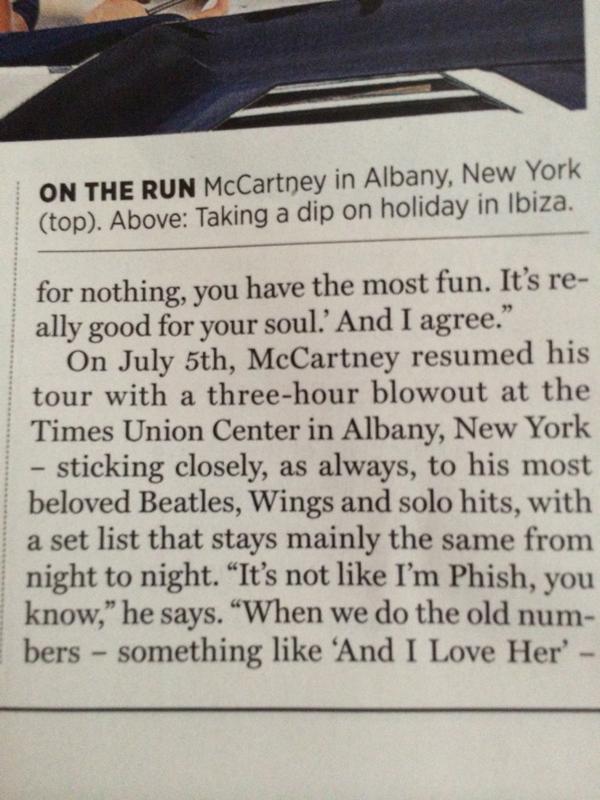 ON THE RUN McCartney in Albany, New York
(top). Above: Taking a dip on holiday in Ibiza.
for nothing, you have the most fun. It’s re-
ally good for your soul.’ And I agree.”
On July 5th, McCartney resumed his
tour with a three-hour blowout at the
Times Union Center in Albany, New York
– sticking closely, as always, to his most
beloved Beatles, Wings and solo hits, with
a set list that stays mainly the same from
night to night. “It’s not like I’m Phish, you
know,” he says. “When we do the old num-
bers – something like ‘And I Love Her’ –